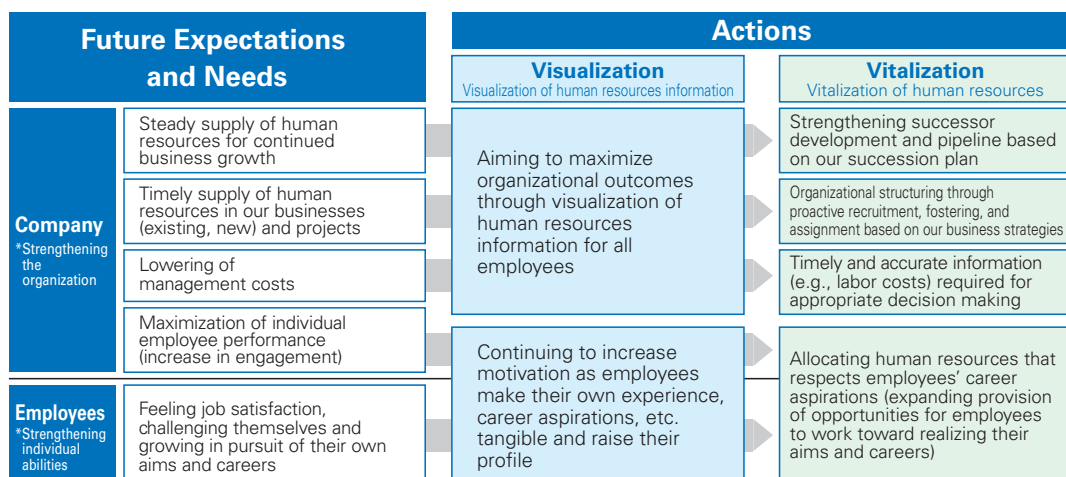 Future Expectations
and Needs
Actions
Visualization
Visualization of human resources information
Vitalization
Vitalization of human resources
Company
*Strengthening
the
organization
Steady supply of human
resources for continued
business growth
Timely supply of human
resources in our businesses
(existing, new) and projects
Lowering of
management costs
Maximization of individual
employee performance
(increase in engagement)
Aiming to maximize
organizational outcomes
through visualization of
human resources
information for all
employees
Strengthening successor
development and pipeline based
on our succession plan
Organizational structuring through
proactive recruitment, fostering, and
assignment based on our business strategies
Timely and accurate information
(e.g., labor costs) required for
appropriate decision making
Employees
*Strengthening
individual
abilities
Feeling job satisfaction,
challenging themselves and
growing in pursuit of their own
aims and careers
Continuing to increase
motivation as employees
make their own experience,
career aspirations, etc.
tangible and raise their
profile
Allocating human resources that
respects employees’ career
aspirations (expanding provision
of opportunities for employees
to work toward realizing their
aims and careers)